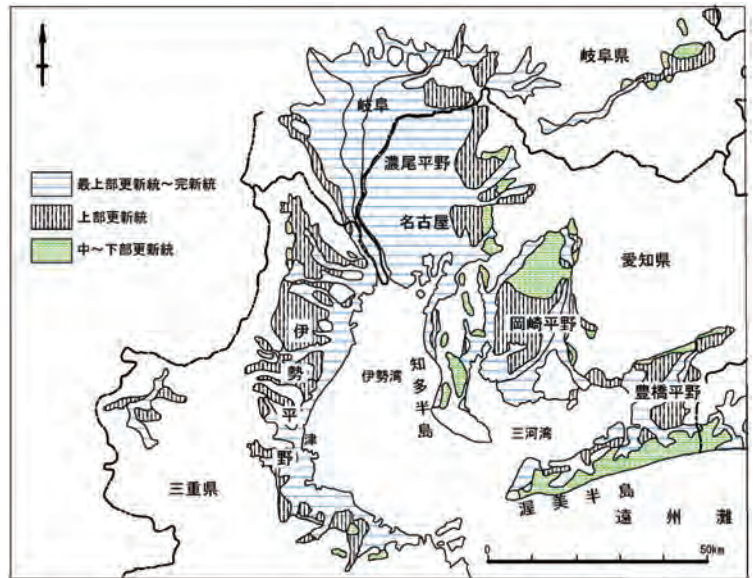 岐阜県
岐阜
濃尾平野
最上部更新統～完新統
上部更新統
中～下部更新統
名古屋
愛知県
岡崎平野
伊勢平野
伊勢湾
知多半島
豊橋平野
津
三河湾
三重県
渥美半島
遠州灘
0
50km